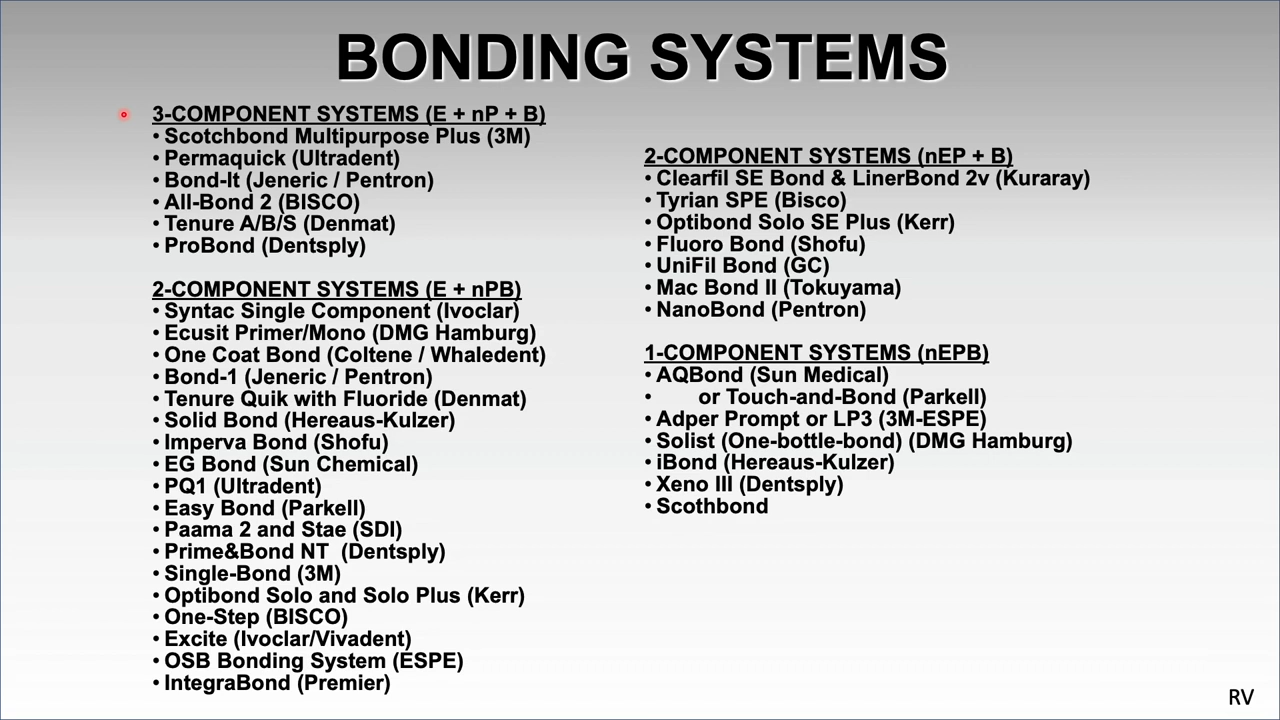 BONDING SYSTEMS
3-COMPONENT SYSTEMS (E + nP + B)
• Scotchbond Multipurpose Plus (3M)
• Permaquick (Ultradent)
• Bond-It (Jeneric / Pentron)
• All-Bond 2 (BISCO)
• Tenure A/B/S (Denmat)
• ProBond (Dentsply)
2-COMPONENT SYSTEMS (E + nPB)
• Syntac Single Component (Ivoclar)
• Ecusit Primer/Mono (DMG Hamburg)
• One Coat Bond (Coltene / Whaledent)
• Bond-1 (Jeneric / Pentron)
• Tenure Quik with Fluoride (Denmat)
• Solid Bond (Hereaus-Kulzer)
• Imperva Bond (Shofu)
• EG Bond (Sun Chemical)
• PQ1 (Ultradent)
• Easy Bond (Parkell)
• Paama 2 and Stae (SDI)
• Prime&Bond NT (Dentsply)
• Single-Bond (3M)
• Optibond Solo and Solo Plus (Kerr)
• One-Step (BISCO)
• Excite (Ivoclar/Vivadent)
• OSB Bonding System (ESPE)
• IntegraBond (Premier)
2-COMPONENT SYSTEMS (nEP + B)
• Clearfil SE Bond & LinerBond 2v (Kuraray)
• Tyrian SPE (Bisco)
• Optibond Solo SE Plus (Kerr)
• Fluoro Bond (Shofu)
• UniFil Bond (GC)
• Mac Bond II (Tokuyama)
• NanoBond (Pentron)
1-COMPONENT SYSTEMS (nEPB)
• AQBond (Sun Medical)
• or Touch-and-Bond (Parkell)
• Adper Prompt or LP3 (3M-ESPE)
• Solist (One-bottle-bond) (DMG Hamburg)
• iBond (Hereaus-Kulzer)
• Xeno III (Dentsply)
• Scothbond
RV